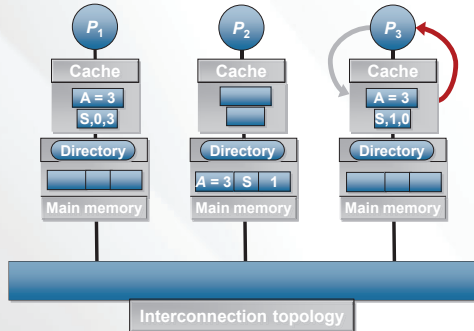 P1 P2 P3
Cache Cache Cache
A = 3 A = 3
S,0,3 S,1,0
Directory Directory Directory
A = 3 S 1
Main memory Main memory Main memory
Interconnection topology